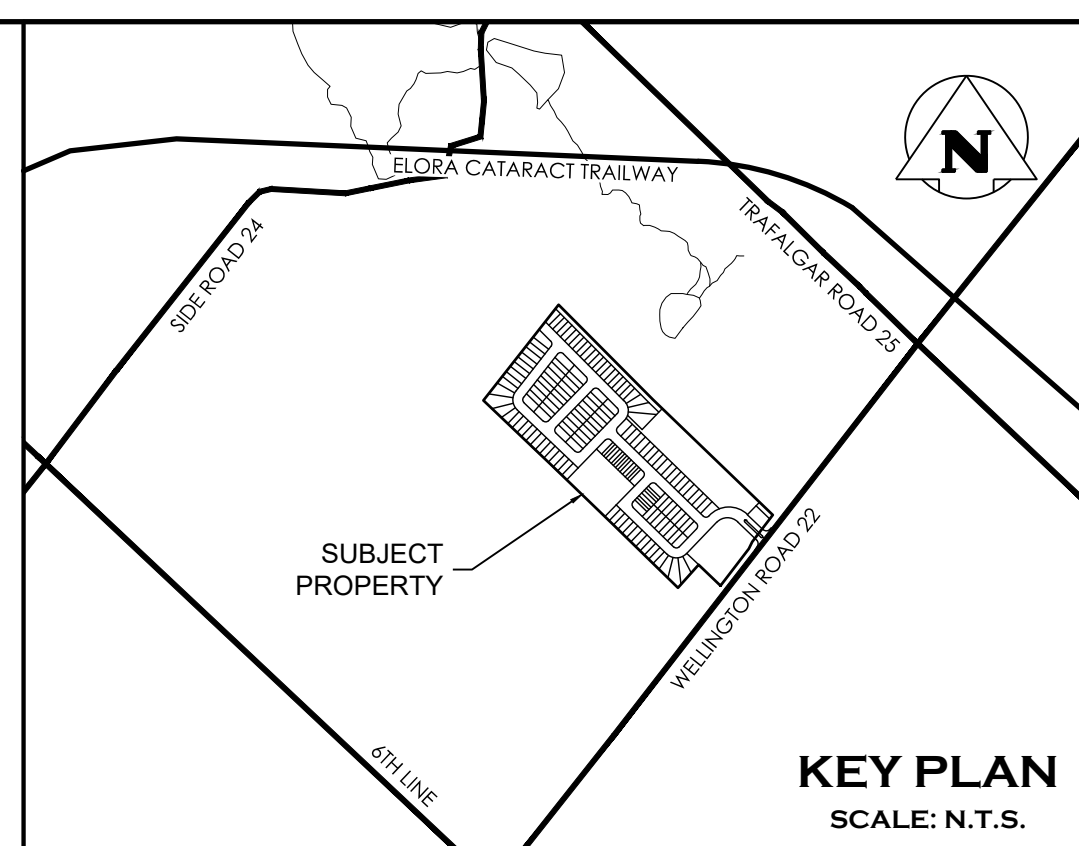 N
ELORA CATARACT TRAILWAY
TRAFALGAR ROAD 25
SIDE ROAD 24
SUBJECT
PROPERTY
WELLINGTON ROAD 22
6TH LINE
KEY PLAN
SCALE: N.T.S.